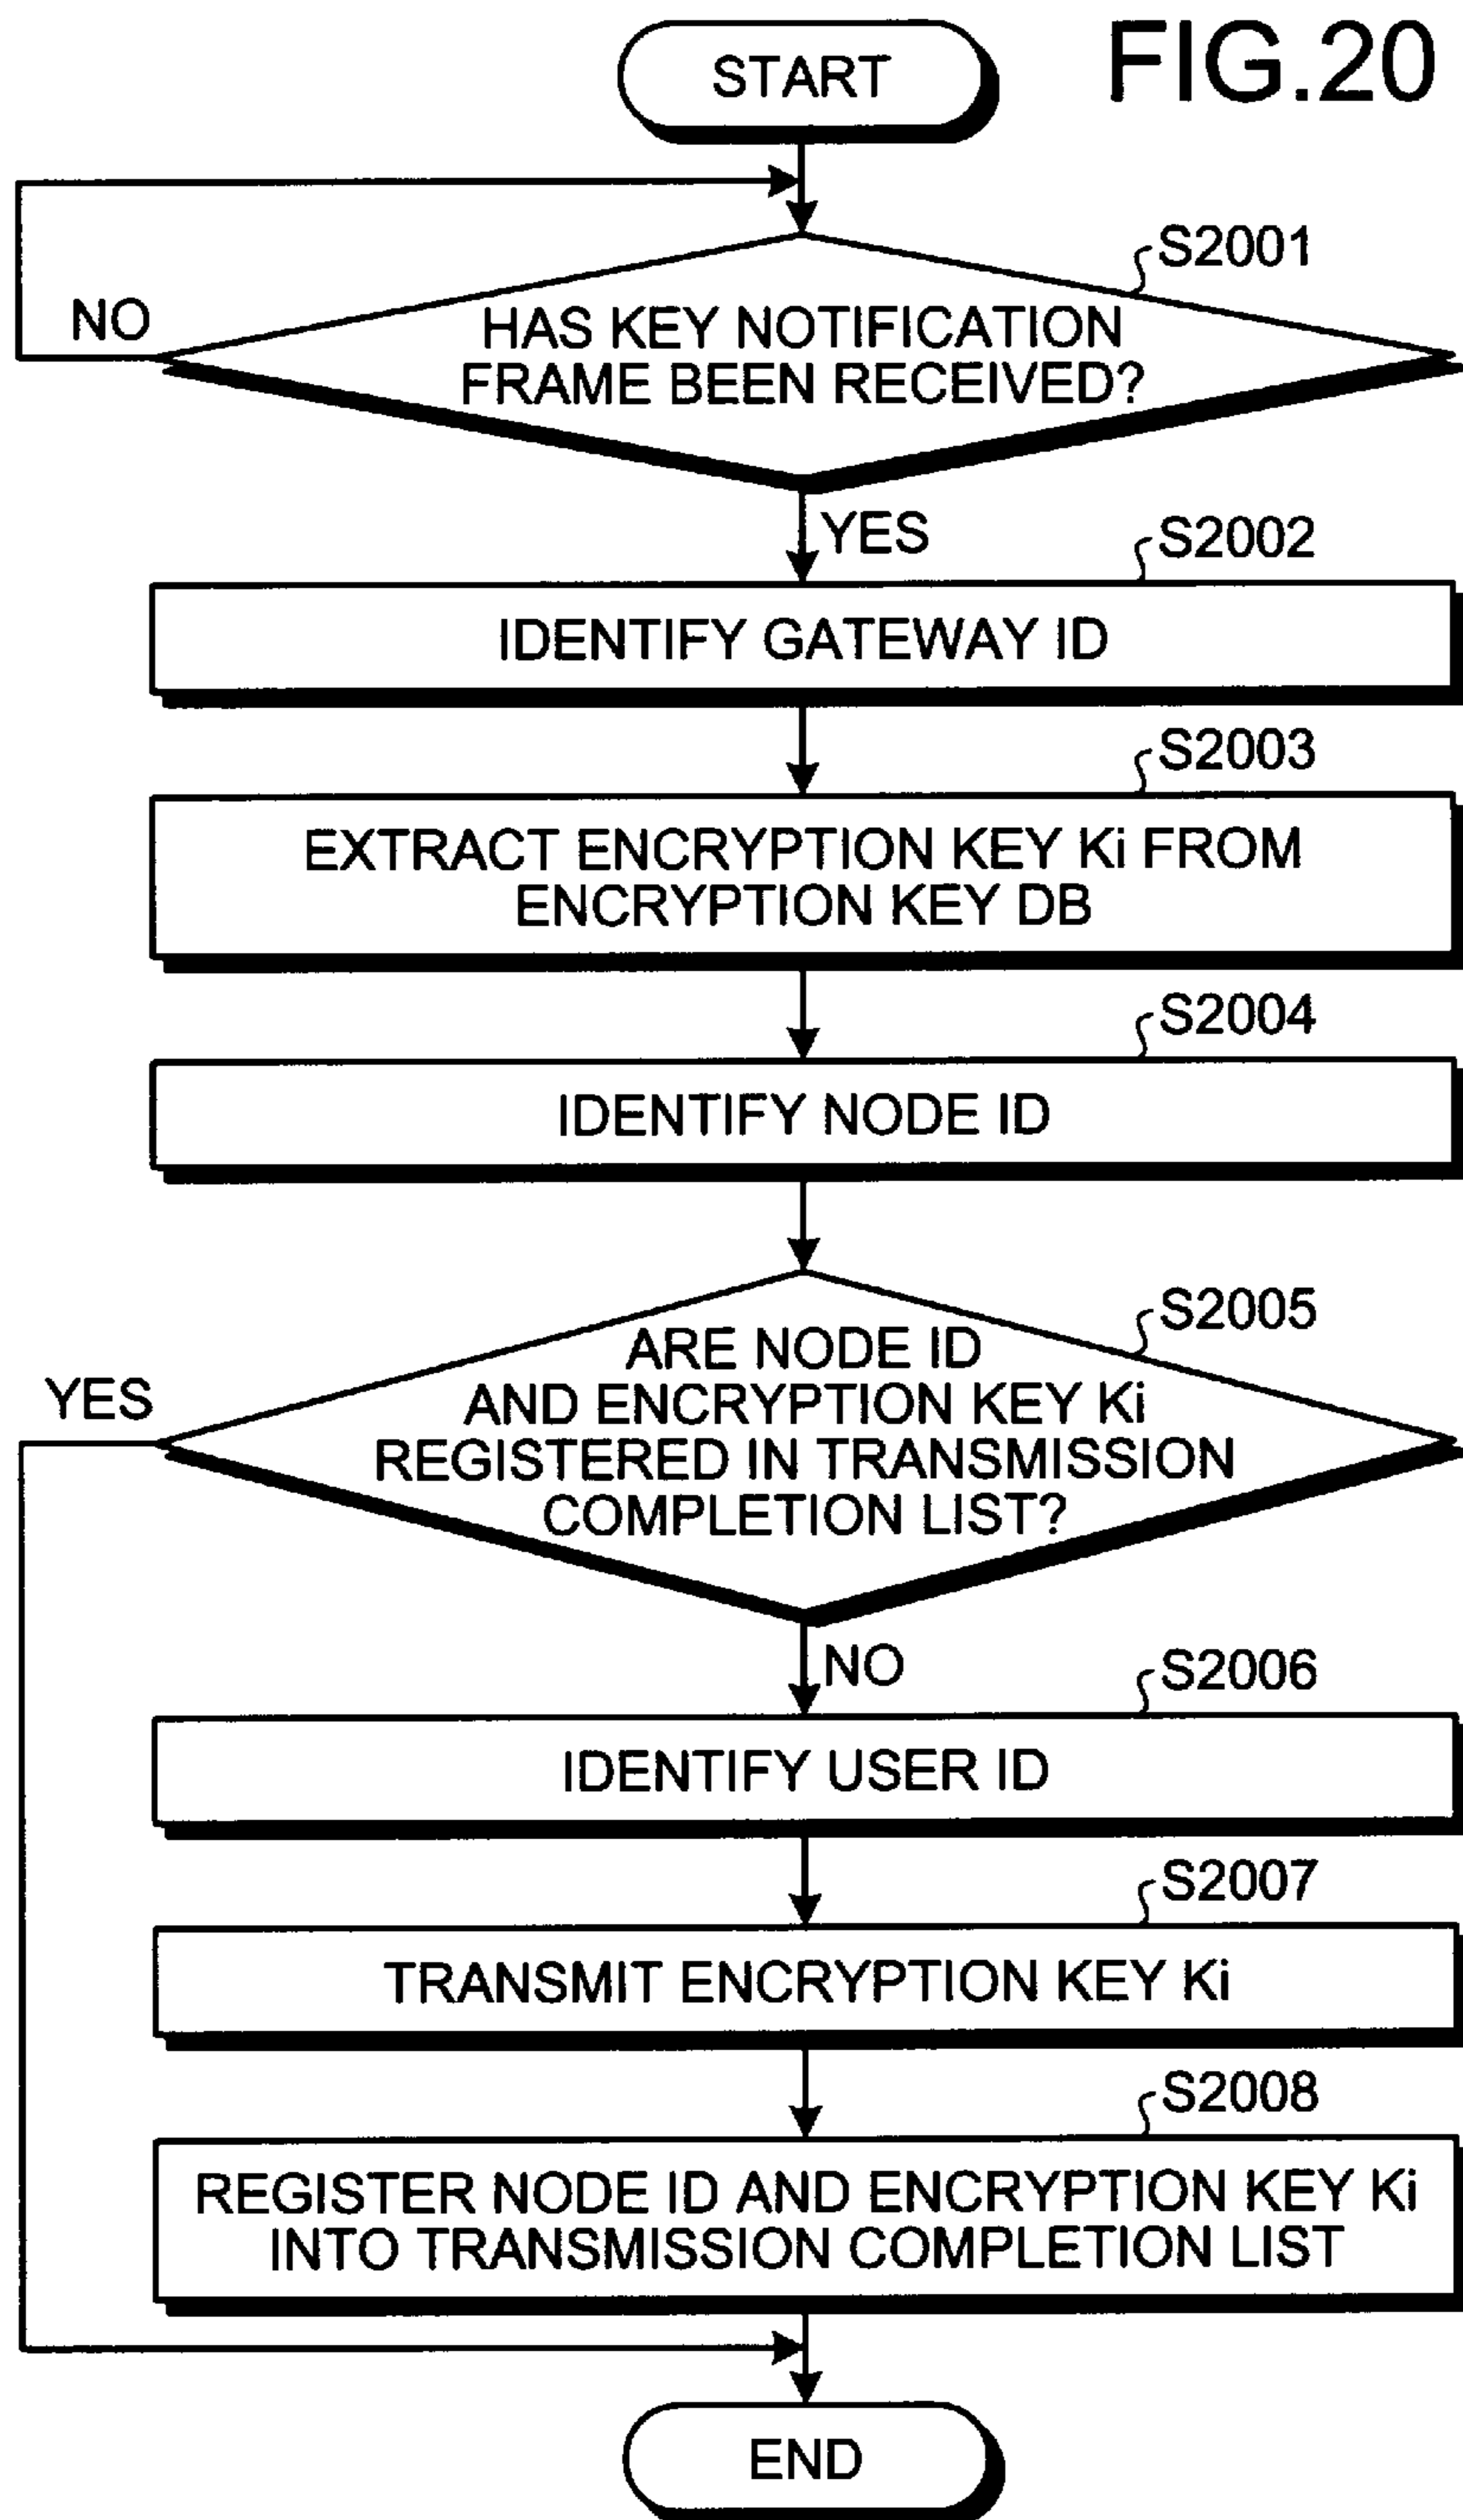 FIG.20
START
S2001
HAS KEY NOTIFICATION
FRAME BEEN RECEIVED?
NO
YES
S2002
IDENTIFY GATEWAY ID
S2003
EXTRACT ENCRYPTION KEY Ki FROM
ENCRYPTION KEY DB
S2004
IDENTIFY NODE ID
S2005
ARE NODE ID
AND ENCRYPTION KEY Ki
REGISTERED IN TRANSMISSION
COMPLETION LIST?
YES
NO
S2006
IDENTIFY USER ID
S2007
TRANSMIT ENCRYPTION KEY Ki
S2008
REGISTER NODE ID AND ENCRYPTION KEY Ki
INTO TRANSMISSION COMPLETION LIST
END